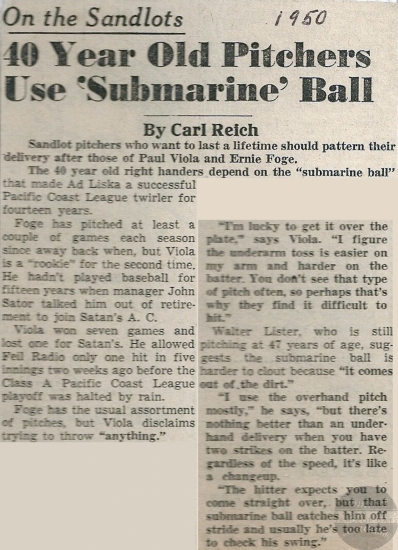 On the Sandlots
1950
40 Year Old Pitchers
Use 'Submarine' Ball
By Carl Reich
Sandlot pitchers who want to last a lifetime should pattern their
delivery after those of Paul Viola and Ernie Foge.
The 40 year old right handers depend on the "submarine ball"
that made Ad Liska a successful
Pacific Coast League twirler for
fourteen years.
Foge has pitched at least a
couple of games each season
since away back when, but Viola
is a "rookie" for the second time.
He hadn't played baseball for
fifteen years when manager John
Sator talked him out of retire-
ment to join Satan's A. C.
Viola won seven games and
lost one for Satan's. He allowed
Feil Radio only one hit in five
innings two weeks ago before the
Class A Pacific Coast League
playoff was halted by rain.
Foge has the usual assortment
of pitches, but Viola disclaims
trying to throw "anything."
"I'm lucky to get it over the
plate," says Viola. "I figure
the underarm toss is easier on
my arm and harder on the
batter. You don't see that type
of pitch often, so perhaps that's
why they find it difficult to
hit."
Walter Lister, who is still
pitching at 47 years of age, sug-
gests the submarine ball is
harder to clout because "it comes
out of the dirt."
"I use the overhand pitch
mostly," he says, "but there's
nothing better than an under-
hand delivery when you have
two strikes on the batter. Re-
gardless of the speed, it's like
a changeup.
"The hitter expects you to
come straight over, but that
submarine ball catches him off
stride and usually he's too late
to check his swing."